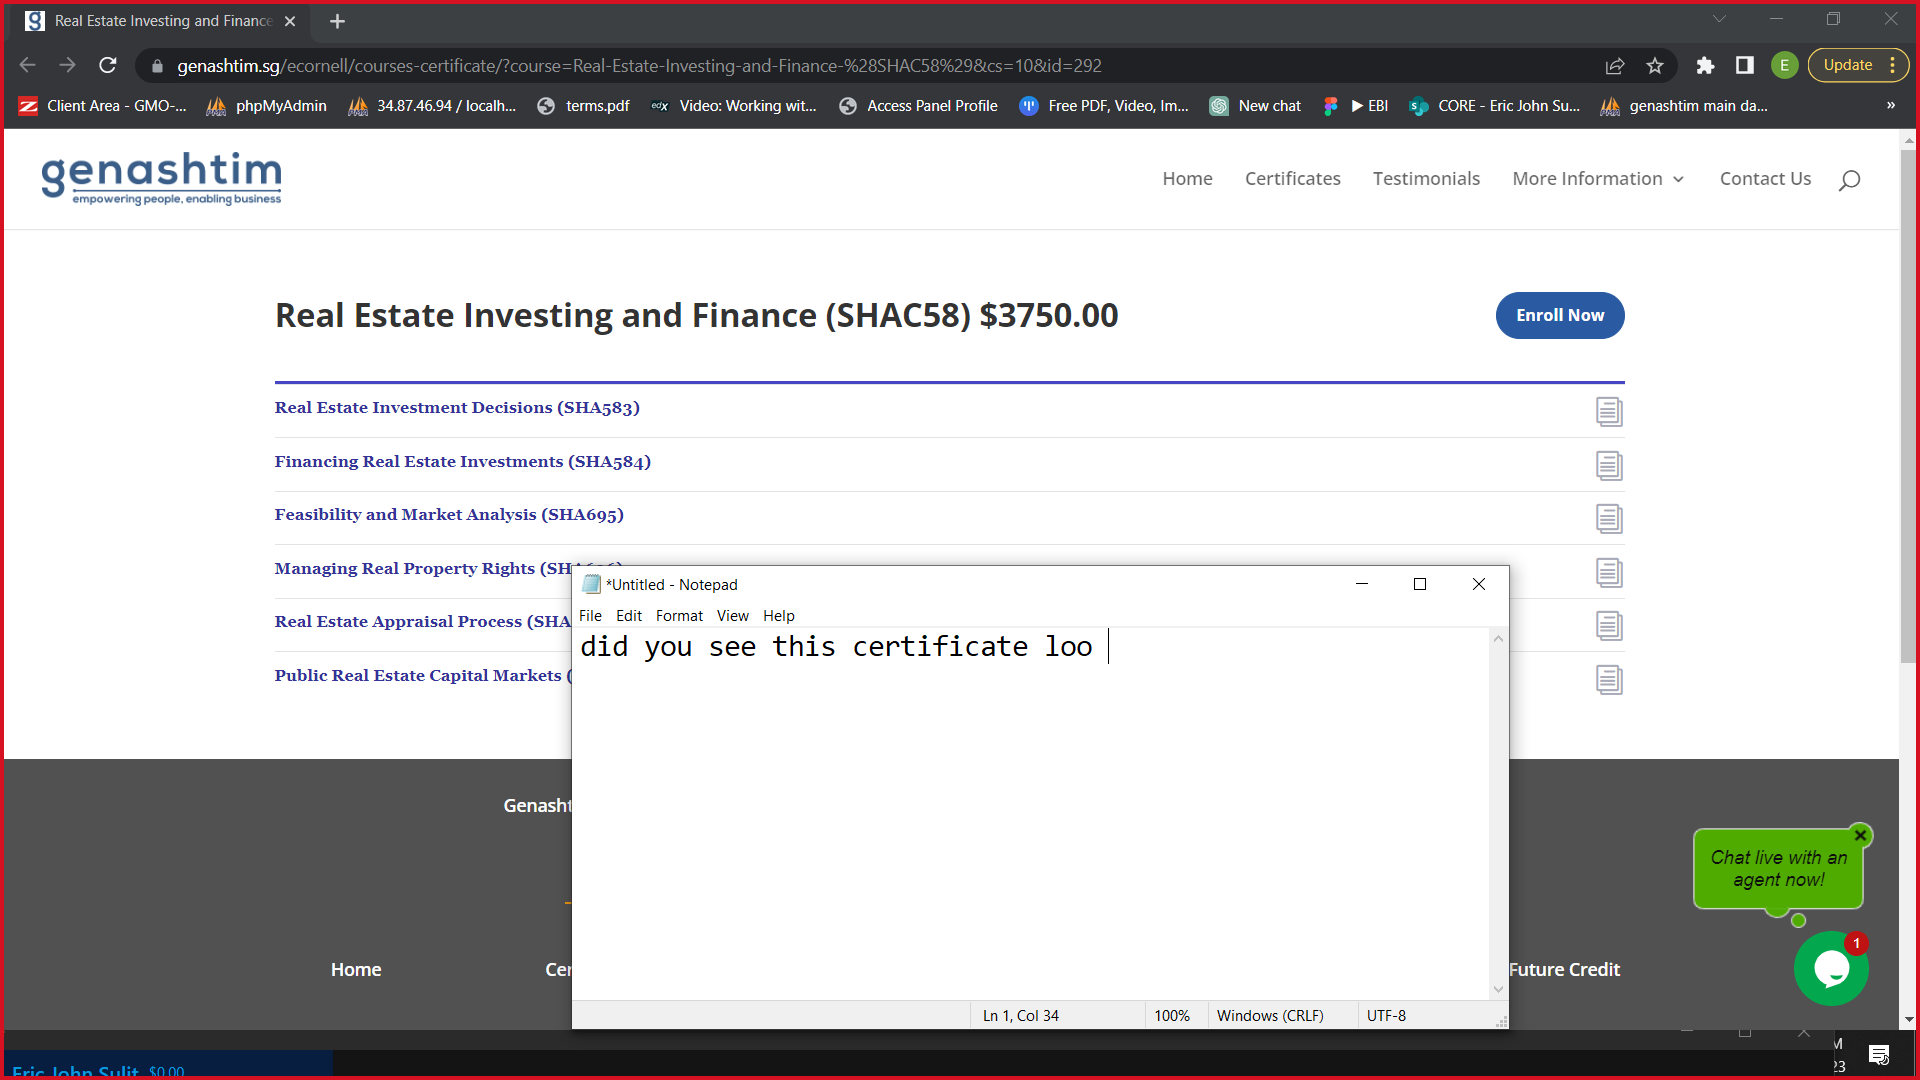 Real Estate Investing and Finance
genashtim.sg/ecornell/courses-certificate/?course=Real-Estate-Investing-and-Finance-%28SHAC58%29&cs=10&id=292
E
Update
Client Area - GMO-...
phpMyAdmin
34.87.46.94 / localh...
terms.pdf
edx
Video: Working wit...
Access Panel Profile
Free PDF, Video, Im...
New chat
▶ EBI
CORE - Eric John Su...
genashtim main da...
»
genashtim
empowering people, enabling business
Home
Certificates
Testimonials
More Information
Contact Us
Real Estate Investing and Finance (SHAC58) $3750.00
Enroll Now
Real Estate Investment Decisions (SHA583)
Financing Real Estate Investments (SHA584)
Feasibility and Market Analysis (SHA695)
Managing Real Property Rights (SH
Real Estate Appraisal Process (SHA
Public Real Estate Capital Markets (
*Untitled - Notepad
File Edit Format View Help
did you see this certificate loo
Ln 1, Col 34
100%
Windows (CRLF)
UTF-8
Genasht
Chat live with an
agent now!
1
Home
Cer
Future Credit
M
23
Eric John Sulit $0.00